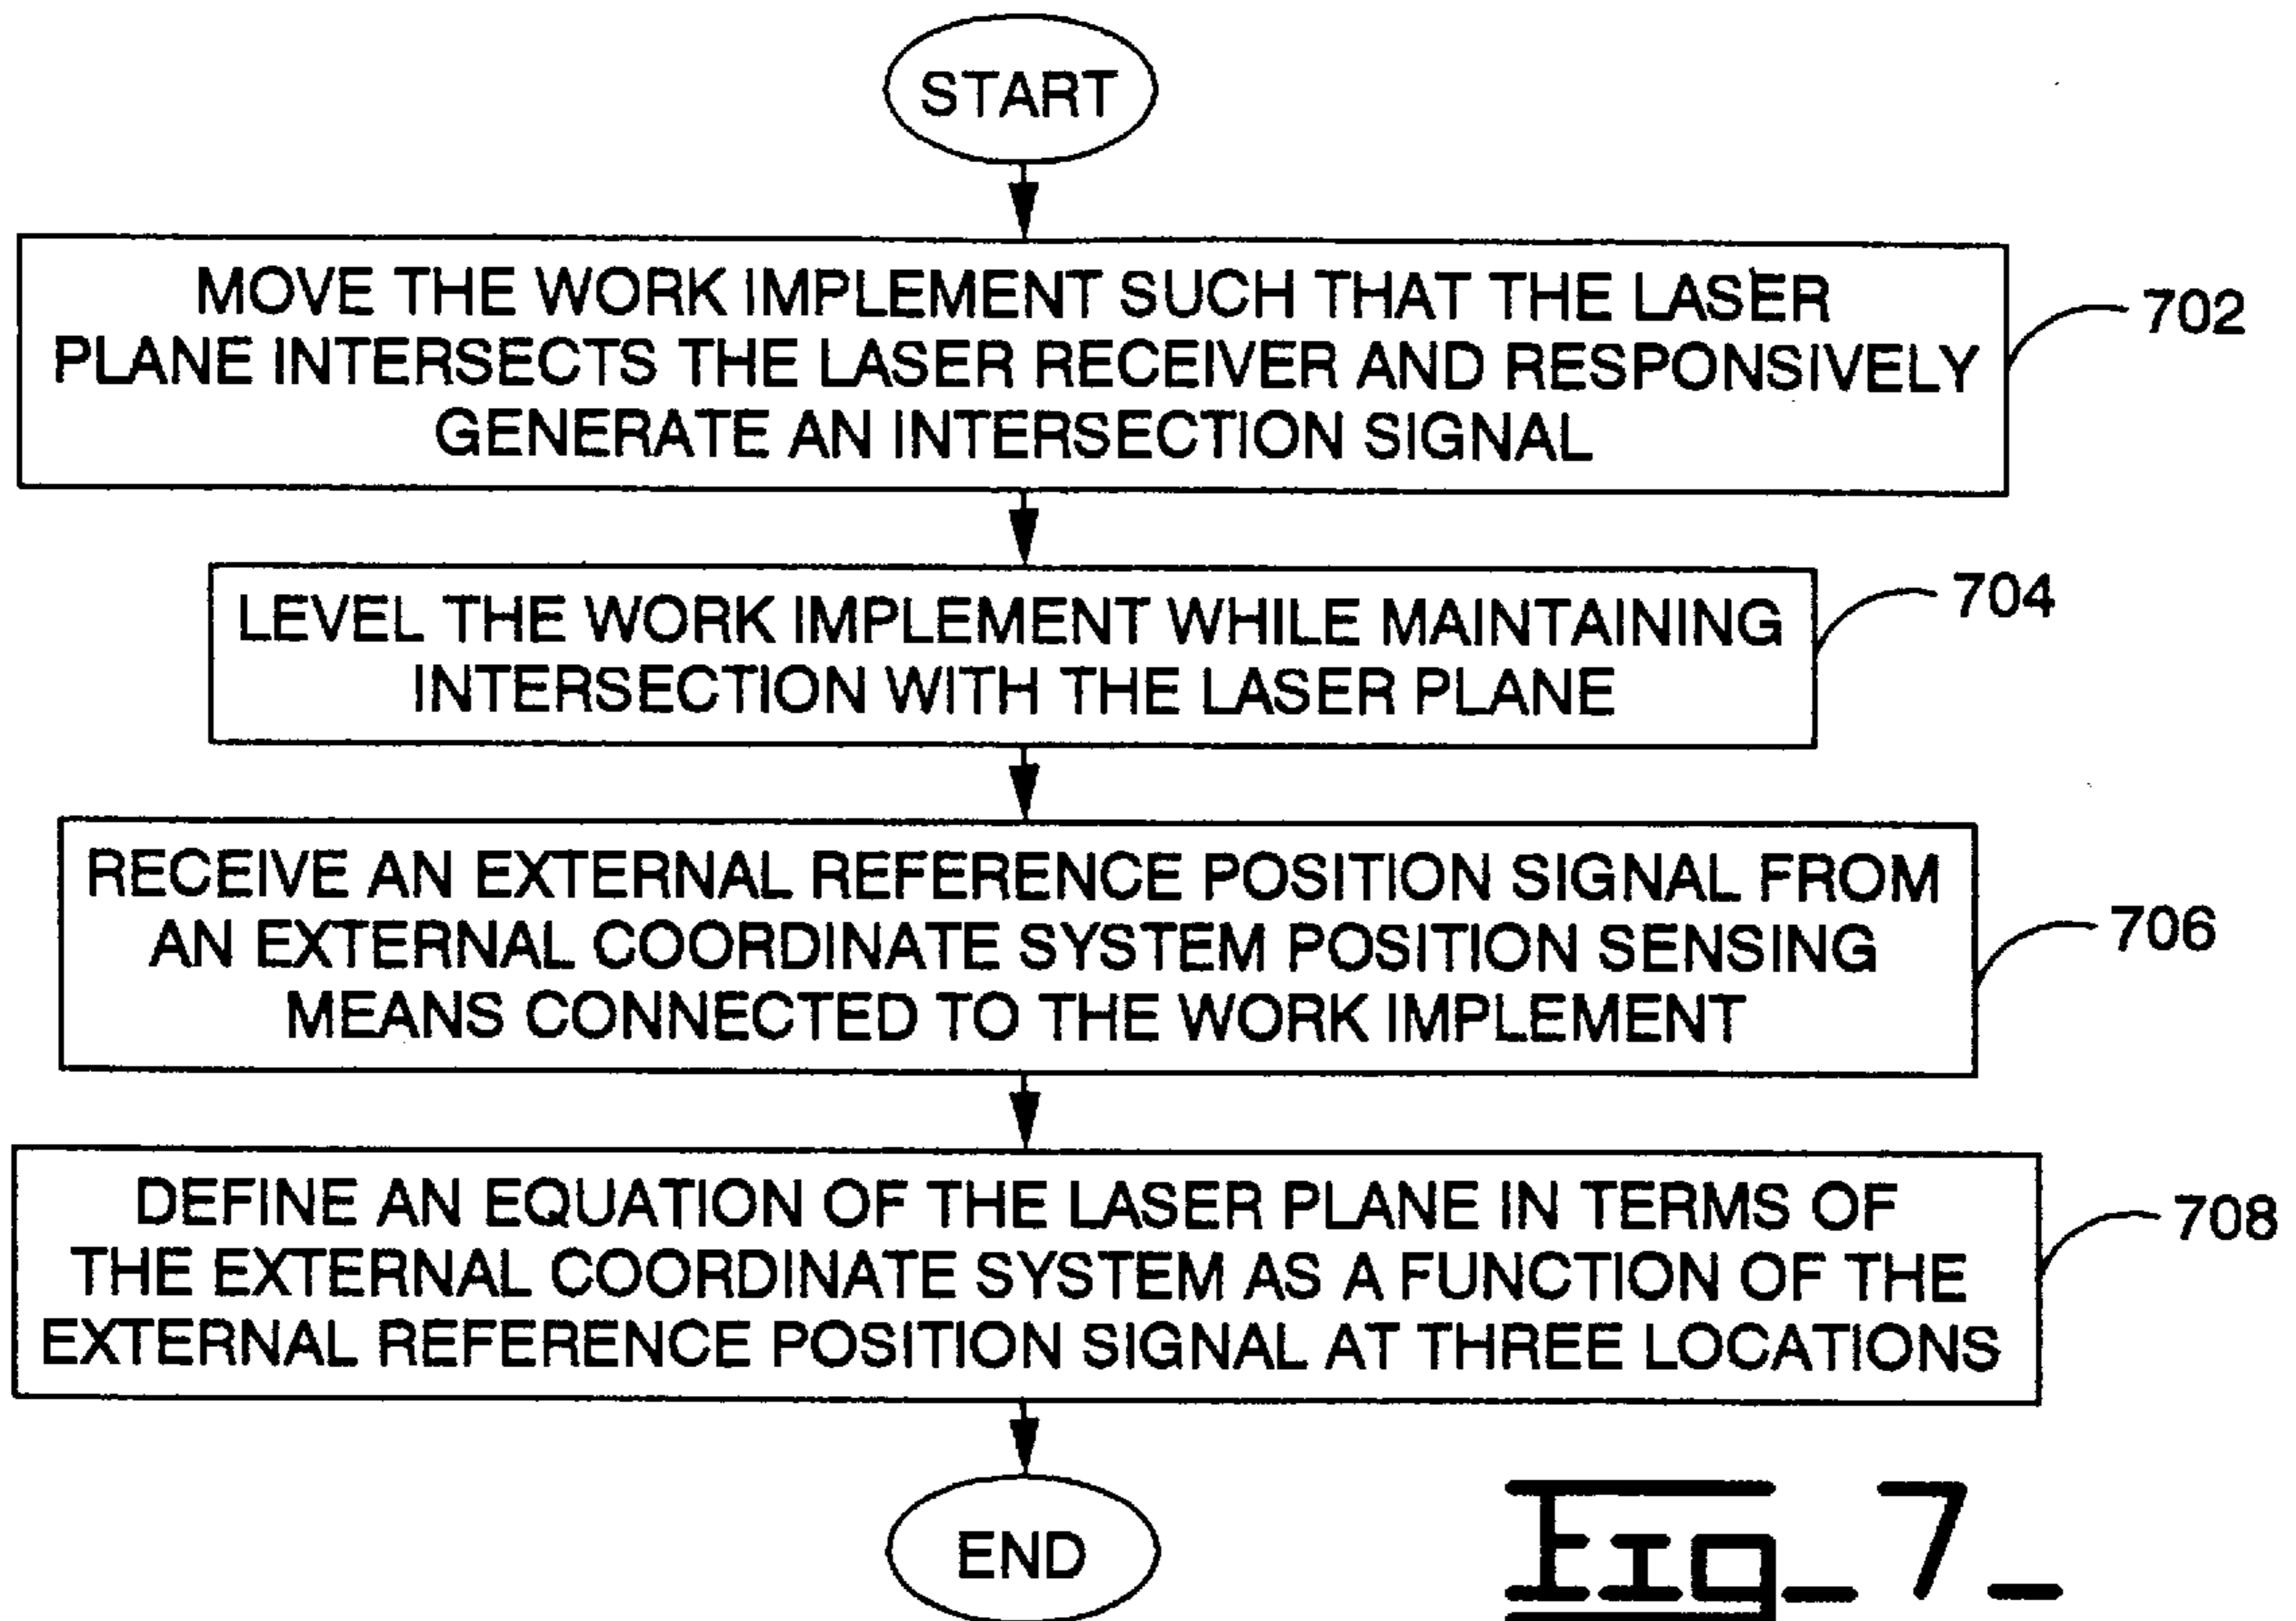 START
MOVE THE WORK IMPLEMENT SUCH THAT THE LASER
PLANE INTERSECTS THE LASER RECEIVER AND RESPONSIVELY
GENERATE AN INTERSECTION SIGNAL
702
LEVEL THE WORK IMPLEMENT WHILE MAINTAINING
INTERSECTION WITH THE LASER PLANE
704
RECEIVE AN EXTERNAL REFERENCE POSITION SIGNAL FROM
AN EXTERNAL COORDINATE SYSTEM POSITION SENSING
MEANS CONNECTED TO THE WORK IMPLEMENT
706
DEFINE AN EQUATION OF THE LASER PLANE IN TERMS OF
THE EXTERNAL COORDINATE SYSTEM AS A FUNCTION OF THE
EXTERNAL REFERENCE POSITION SIGNAL AT THREE LOCATIONS
708
END
Fig_ 7_